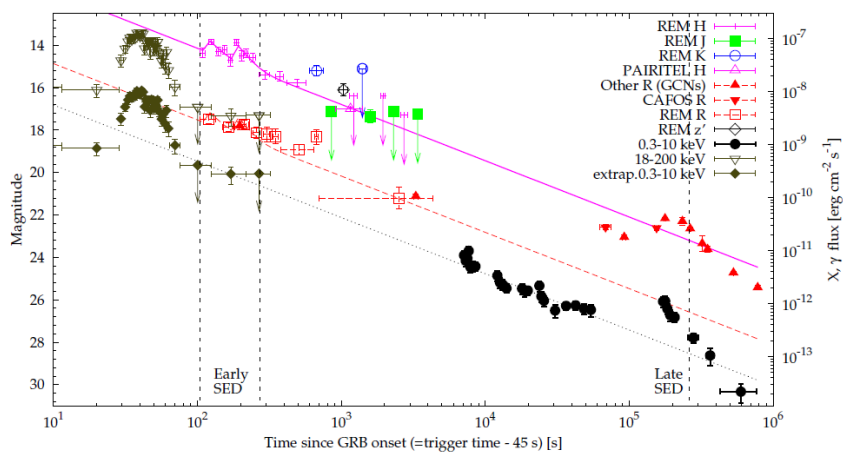 14
16
18
20
22
24
26
28
30
Magnitude
REM H
REM J
REM K
PAIRITEL H
Other R (GCNs)
CAFOS R
REM R
REM z'
0.3-10 keV
18-200 keV
extrap.0.3-10 keV
10⁻⁷
10⁻⁸
10⁻⁹
10⁻¹⁰
10⁻¹¹
10⁻¹²
10⁻¹³
X, γ flux [erg cm⁻² s⁻¹]
Early
SED
Late
SED
10¹
10²
10³
10⁴
10⁵
10⁶
Time since GRB onset (=trigger time - 45 s) [s]